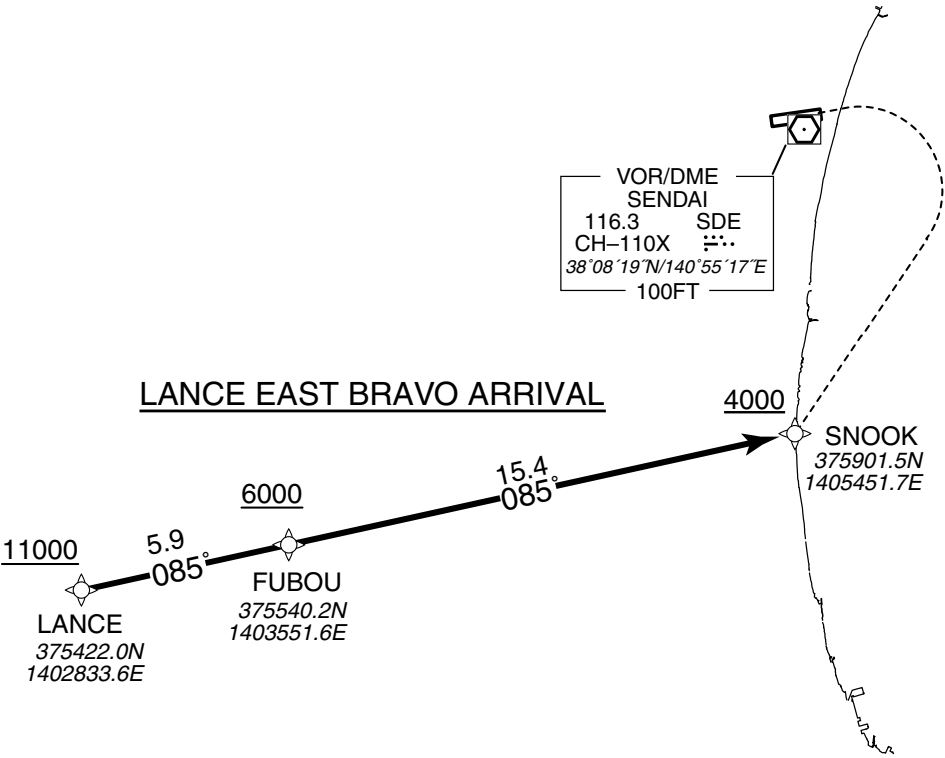 VOR/DME
SENDAI
116.3 SDE
CH–110X
38°08´19˝N/140°55´17˝E
100FT
LANCE EAST BRAVO ARRIVAL
4000
SNOOK
375901.5N
1405451.7E
15.4
085°
6000
5.9
085°
11000
FUBOU
375540.2N
1403551.6E
LANCE
375422.0N
1402833.6E